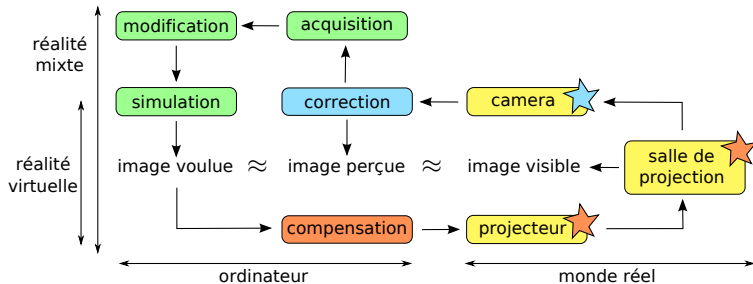 modification
acquisition
réalité
mixte
simulation
correction
camera
réalité
virtuelle
image voulue ≈ image perçue ≈ image visible
salle de
projection
compensation
projecteur
ordinateur
monde réel